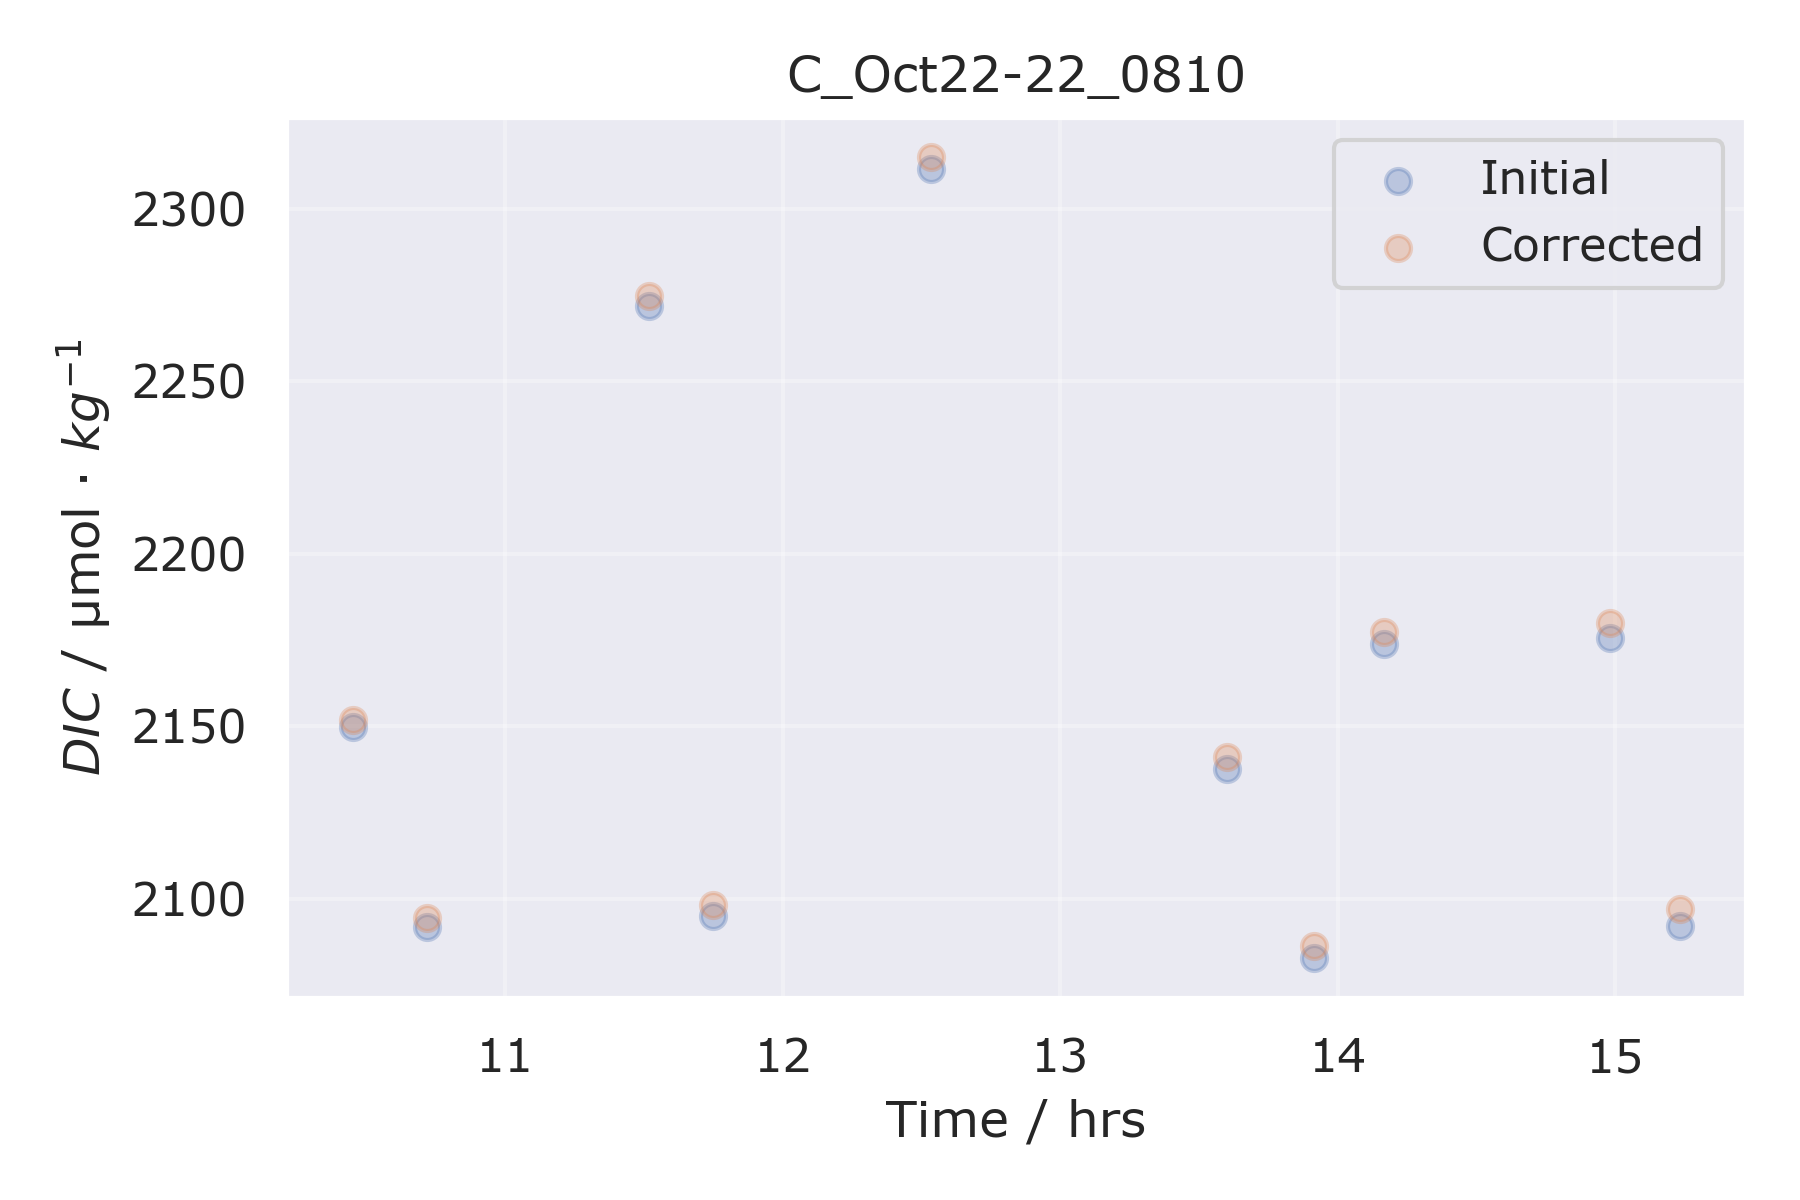 C_Oct22-22_0810
Initial
Corrected
DIC / μmol · kg⁻¹
2300
2250
2200
2150
2100
11 12 13 14 15
Time / hrs